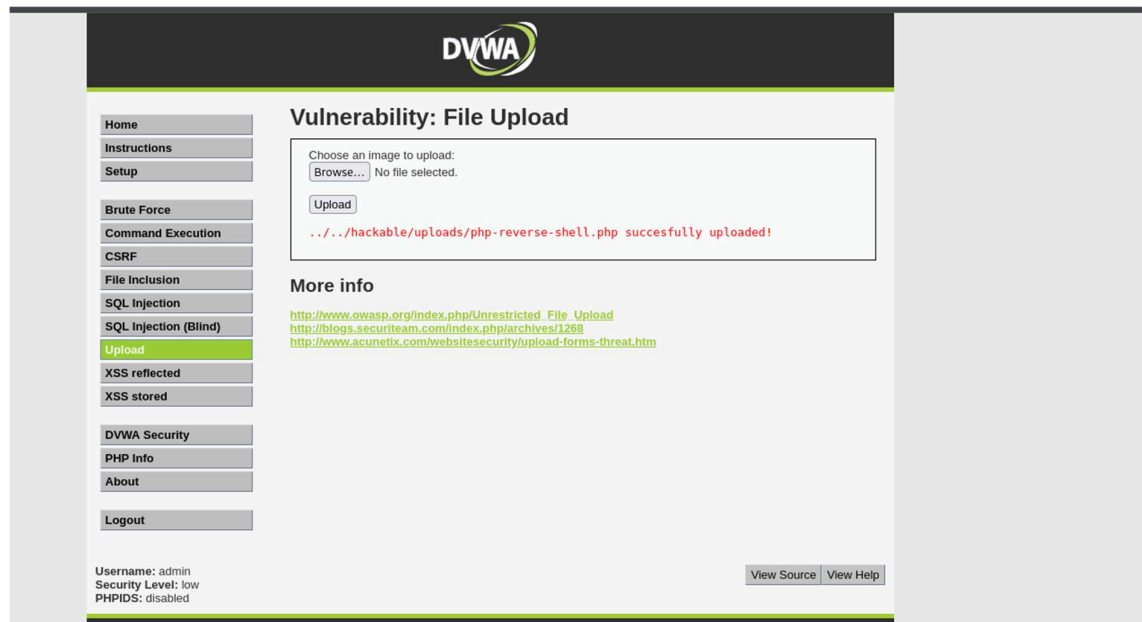 DVWA
Home
Instructions
Setup
Brute Force
Command Execution
CSRF
File Inclusion
SQL Injection
SQL Injection (Blind)
Upload
XSS reflected
XSS stored
DVWA Security
PHP Info
About
Logout
Vulnerability: File Upload
Choose an image to upload:
Browse... No file selected.
Upload
../../hackable/uploads/php-reverse-shell.php succesfully uploaded!
More info
http://www.owasp.org/index.php/Unrestricted_File_Upload
http://blogs.securiteam.com/index.php/archives/1268
http://www.acunetix.com/websitesecurity/upload-forms-threat.htm
Username: admin
Security Level: low
PHPIDS: disabled
View Source View Help